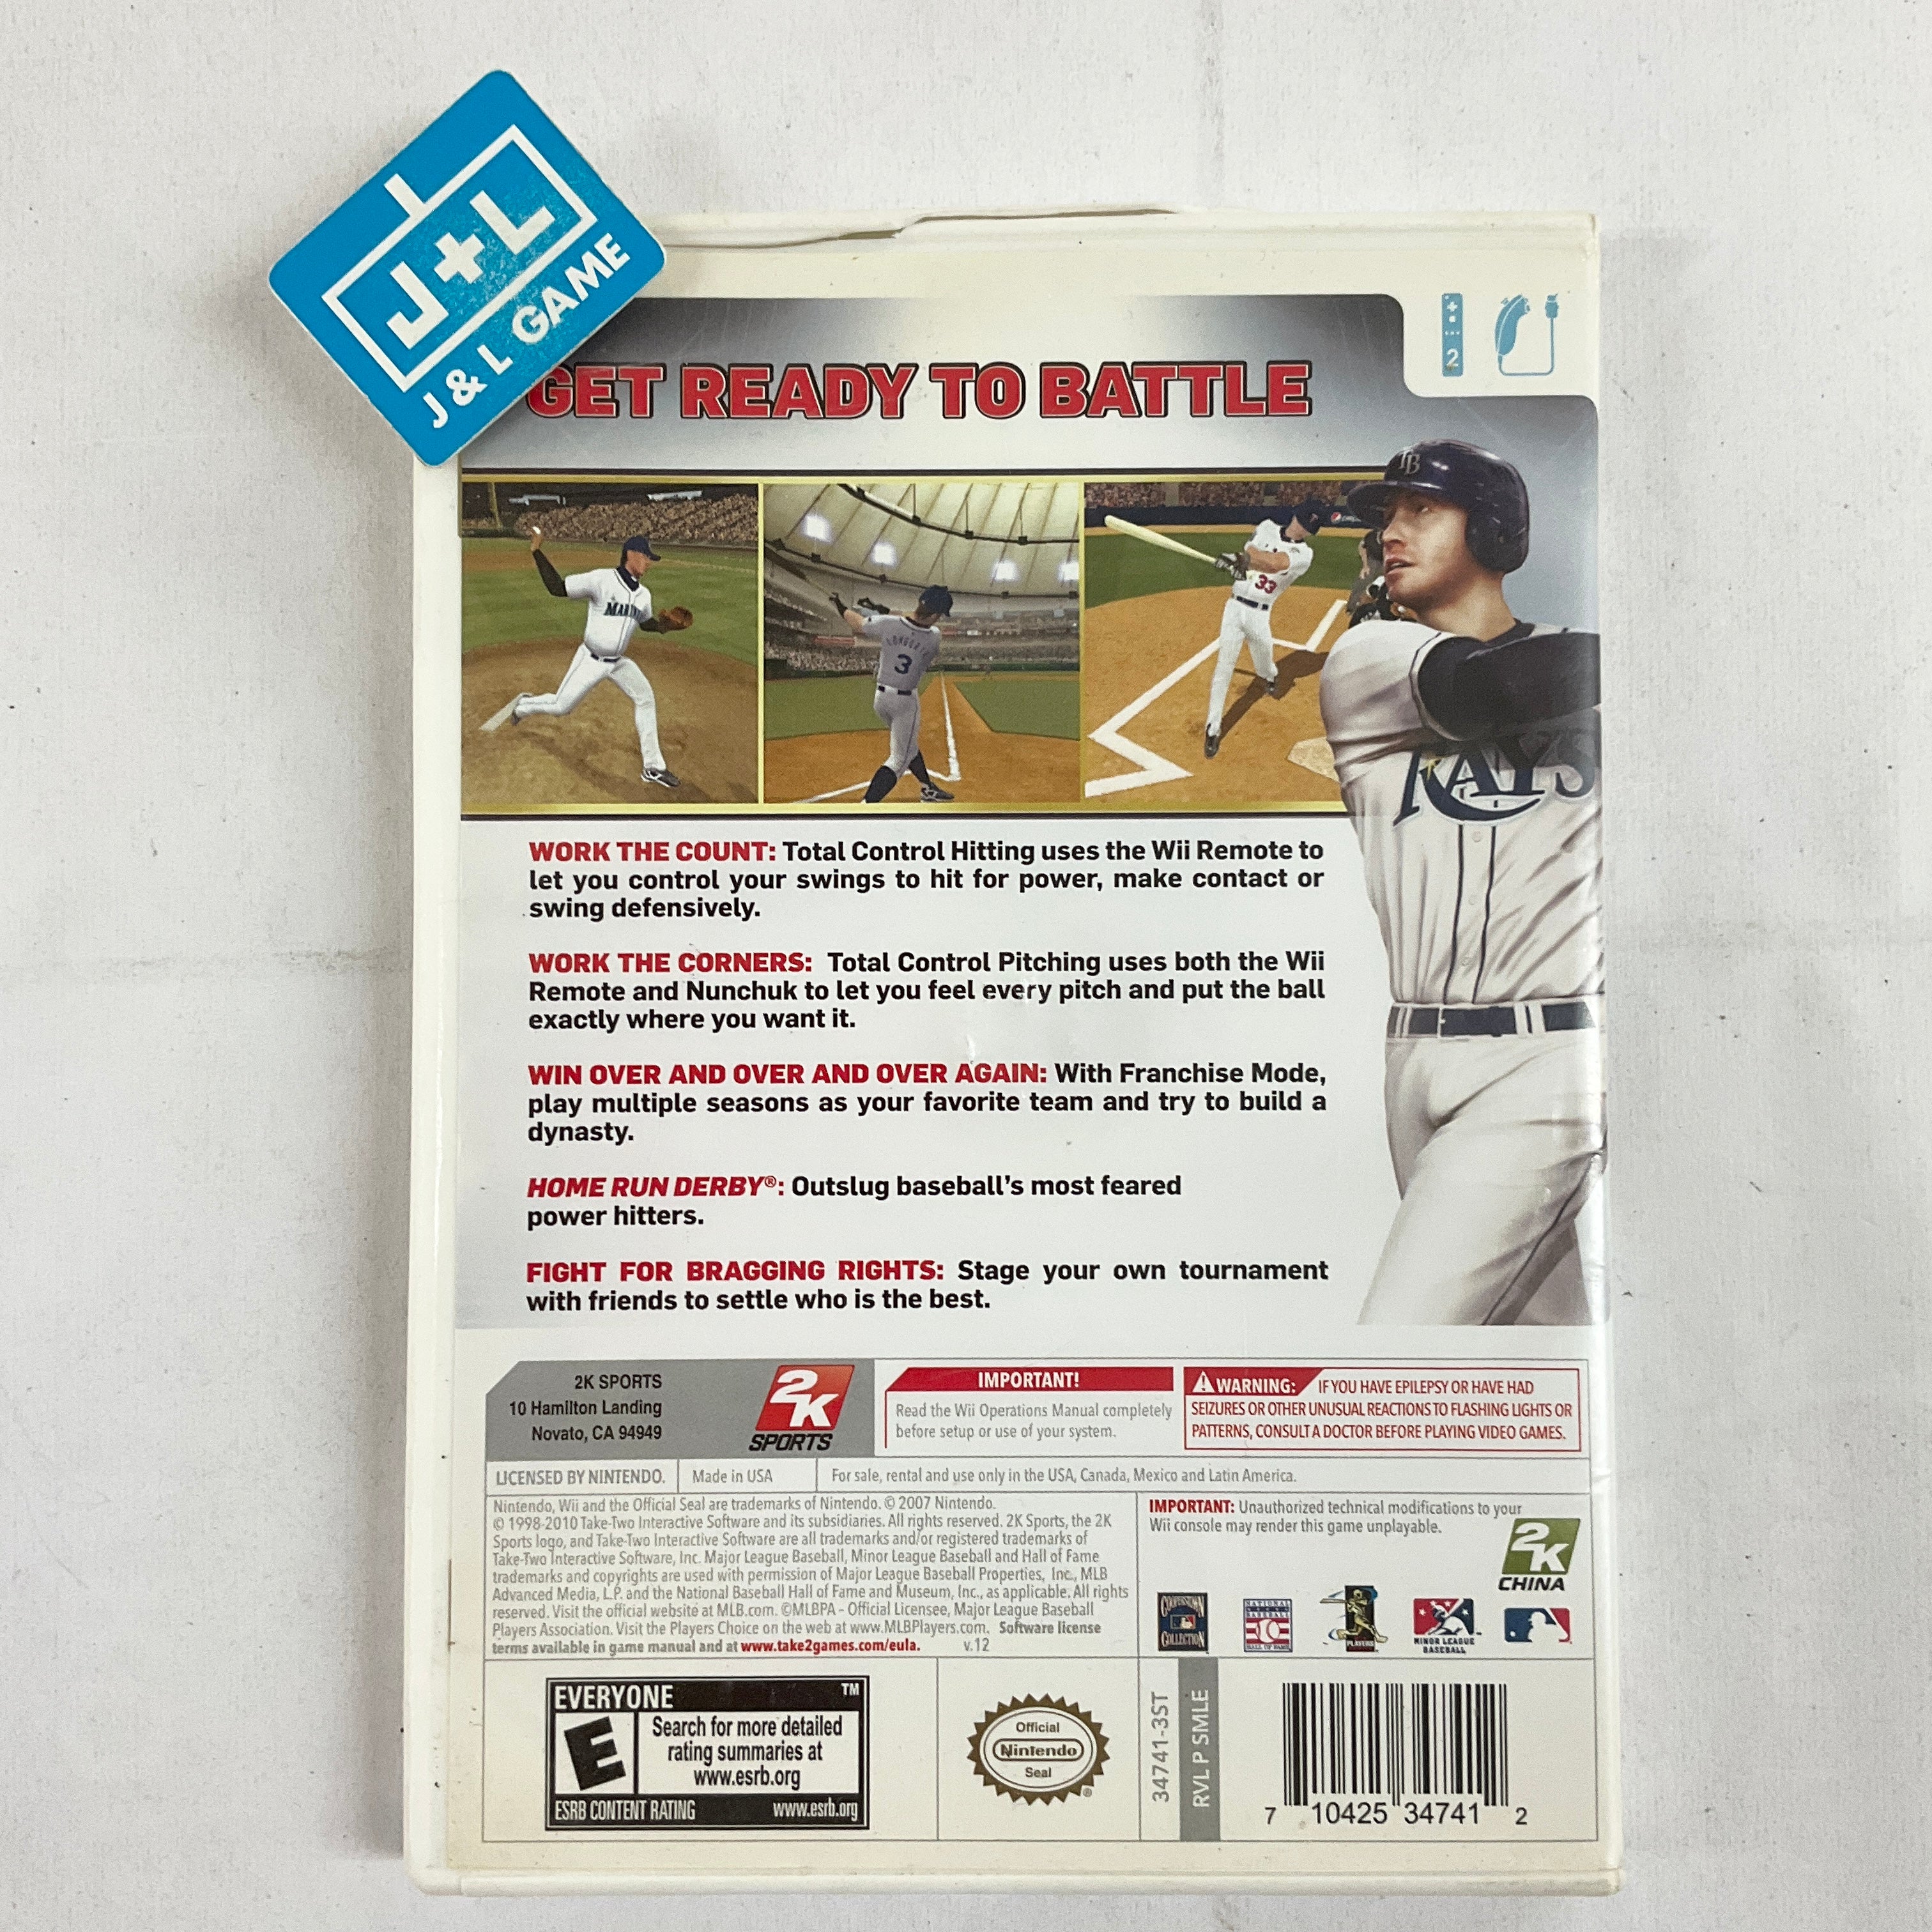 J+L
J & L GAME
2
GET READY TO BATTLE
TB
MARI
3
33
RAYS
WORK THE COUNT: Total Control Hitting uses the Wii Remote to
let you control your swings to hit for power, make contact or
swing defensively.
WORK THE CORNERS: Total Control Pitching uses both the Wii
Remote and Nunchuk to let you feel every pitch and put the ball
exactly where you want it.
WIN OVER AND OVER AND OVER AGAIN: With Franchise Mode,
play multiple seasons as your favorite team and try to build a
dynasty.
HOME RUN DERBY®: Outslug baseball's most feared
power hitters.
FIGHT FOR BRAGGING RIGHTS: Stage your own tournament
with friends to settle who is the best.
2K SPORTS
10 Hamilton Landing
Novato, CA 94949
2K
SPORTS
IMPORTANT!
Read the Wii Operations Manual completely
before setup or use of your system.
WARNING: IF YOU HAVE EPILEPSY OR HAVE HAD
SEIZURES OR OTHER UNUSUAL REACTIONS TO FLASHING LIGHTS OR
PATTERNS, CONSULT A DOCTOR BEFORE PLAYING VIDEO GAMES.
LICENSED BY NINTENDO.
Made in USA
For sale, rental and use only in the USA, Canada, Mexico and Latin America.
Nintendo, Wii and the Official Seal are trademarks of Nintendo. © 2007 Nintendo.
© 1998-2010 Take-Two Interactive Software and its subsidiaries. All rights reserved. 2K Sports, the 2K
Sports logo, and Take-Two Interactive Software are all trademarks and/or registered trademarks of
Take-Two Interactive Software, Inc. Major League Baseball, Minor League Baseball and Hall of Fame
trademarks and copyrights are used with permission of Major League Baseball Properties, Inc., MLB
Advanced Media, L.P. and the National Baseball Hall of Fame and Museum, Inc., as applicable. All rights
reserved. Visit the official website at MLB.com. ©MLBPA - Official Licensee, Major League Baseball
Players Association. Visit the Players Choice on the web at www.MLBPlayers.com. Software license
terms available in game manual and at www.take2games.com/eula. v.12
IMPORTANT: Unauthorized technical modifications to your
Wii console may render this game unplayable.
2K
CHINA
COOPERSTOWN
COLLECTION
NATIONAL
BASEBALL
HALL OF FAME
PLAYERS
MINOR LEAGUE
BASEBALL
EVERYONE TM
E
Search for more detailed
rating summaries at
www.esrb.org
ESRB CONTENT RATING www.esrb.org
Official
Nintendo
Seal
®
34741-3ST
RVL P SMLE
7 10425 34741 2